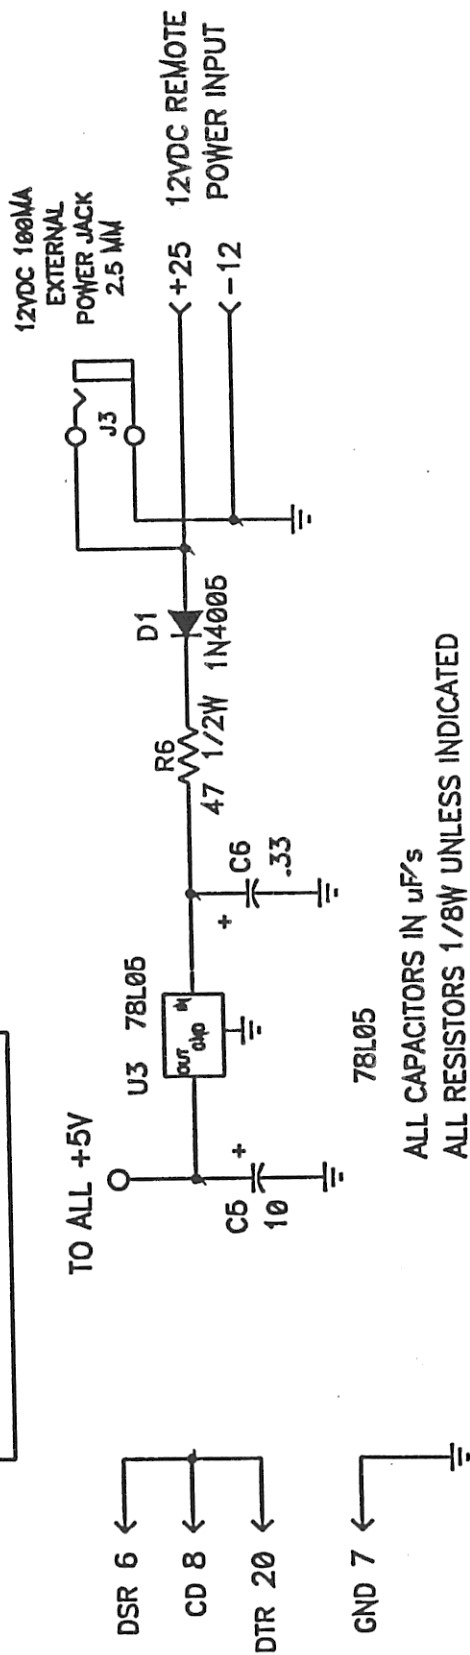 12VDC 100MA
EXTERNAL
POWER JACK
2.5 MM
J3
+25
12VDC REMOTE
POWER INPUT
-12
D1
1N4005
R6
47 1/2W
C6
.33
+
U3 78L05
OUT
IN
GND
TO ALL +5V
C5
10
+
DSR 6
CD 8
DTR 20
GND 7
78L05
ALL CAPACITORS IN uF's
ALL RESISTORS 1/8W UNLESS INDICATED